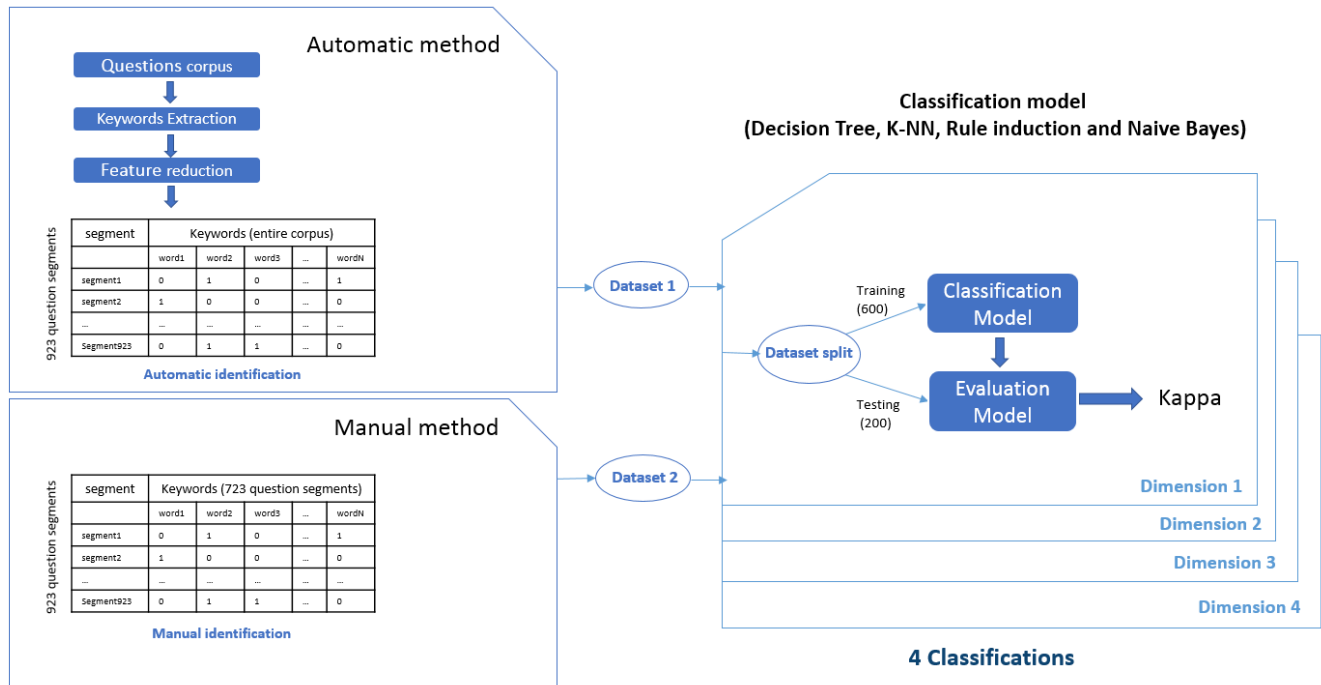 Automatic method
Questions corpus
Keywords Extraction
Feature reduction
923 question segments
segment Keywords (entire corpus)
word1 word2 word3 ... wordN
segment1 0 1 0 ... 1
segment2 1 0 0 ... 0
... ... ... ... ... ...
Segment923 0 1 1 ... 0
Automatic identification
Manual method
923 question segments
segment Keywords (723 question segments)
word1 word2 word3 ... wordN
segment1 0 1 0 ... 1
segment2 1 0 0 ... 0
... ... ... ... ... ...
Segment923 0 1 1 ... 0
Manual identification
Dataset 1
Dataset 2
Classification model
(Decision Tree, K-NN, Rule induction and Naive Bayes)
Dataset split
Training
(600)
Classification
Model
Testing
(200)
Evaluation
Model
Kappa
Dimension 1
Dimension 2
Dimension 3
Dimension 4
4 Classifications